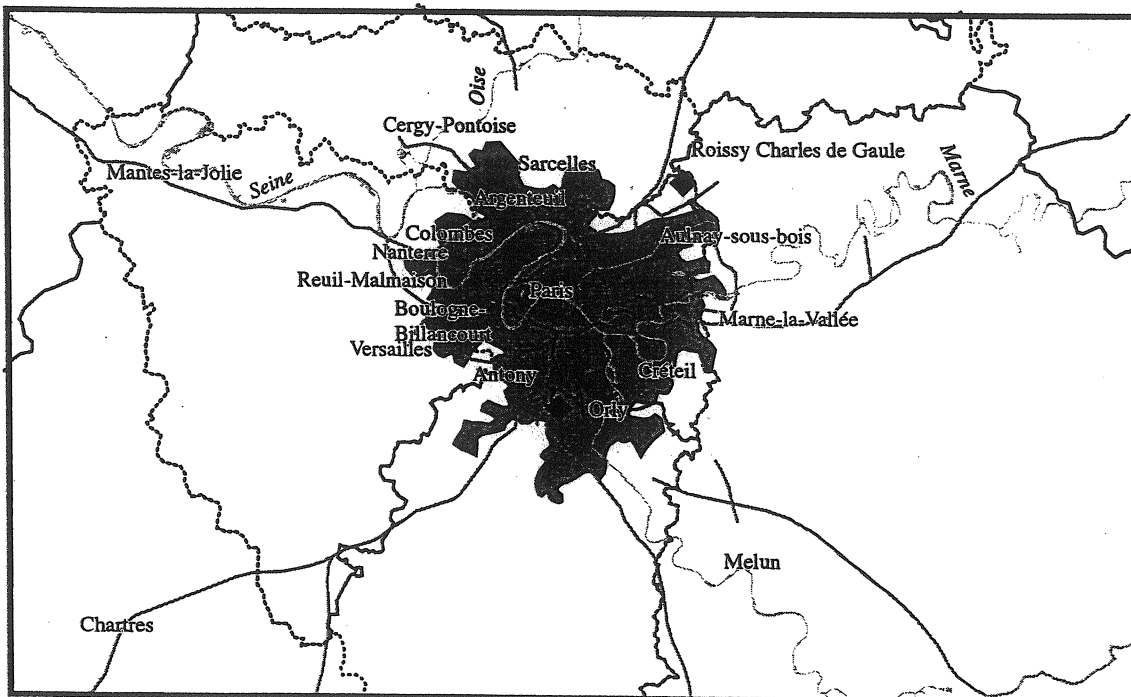 Oise
Cergy-Pontoise
Sarcelles
Roissy Charles de Gaule
Marne
Mantes-la-Jolie
Seine
Argenteuil
Colombes
Aulnay-sous-bois
Nanterre
Reuil-Malmaison
Paris
Boulogne-
Billancourt
Marne-la-Vallée
Versailles
Antony
Créteil
Orly
Melun
Chartres